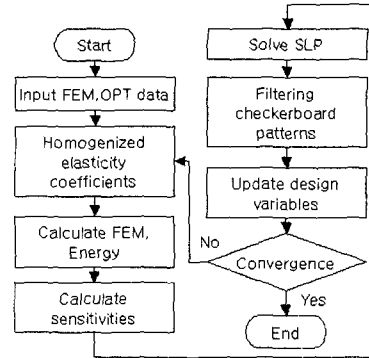 Start
Input FEM,OPT data
Homogenized
elasticity
coefficients
Calculate FEM,
Energy
Calculate
sensitivities
Solve SLP
Filtering
checkerboard
patterns
Update design
variables
No
Convergence
Yes
End